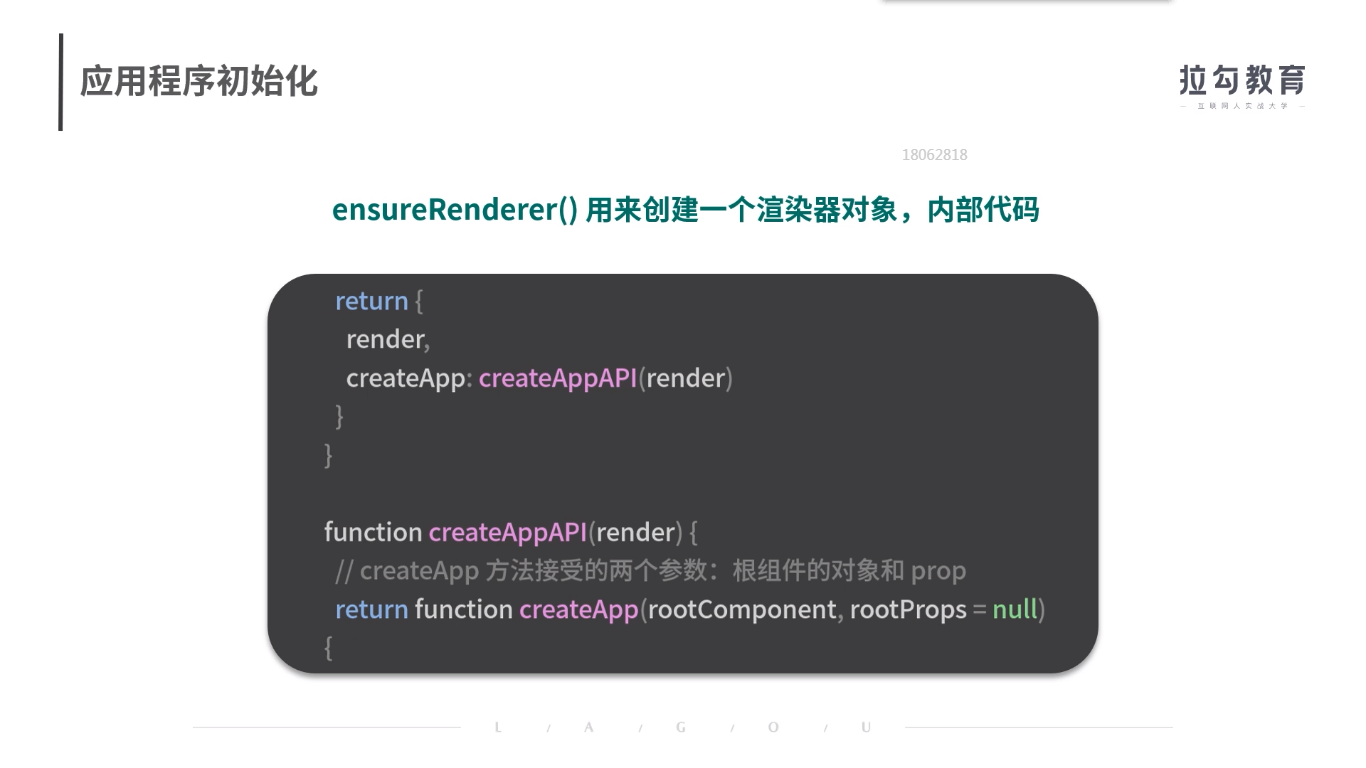 应用程序初始化
拉勾教育
互联网人实战大学
18062818
ensureRenderer() 用来创建一个渲染器对象，内部代码
return {
render,
createApp: createAppAPI(render)
}
}
function createAppAPI(render) {
// createApp 方法接受的两个参数：根组件的对象和 prop
return function createApp(rootComponent, rootProps = null)
{
L / A / G / O / U